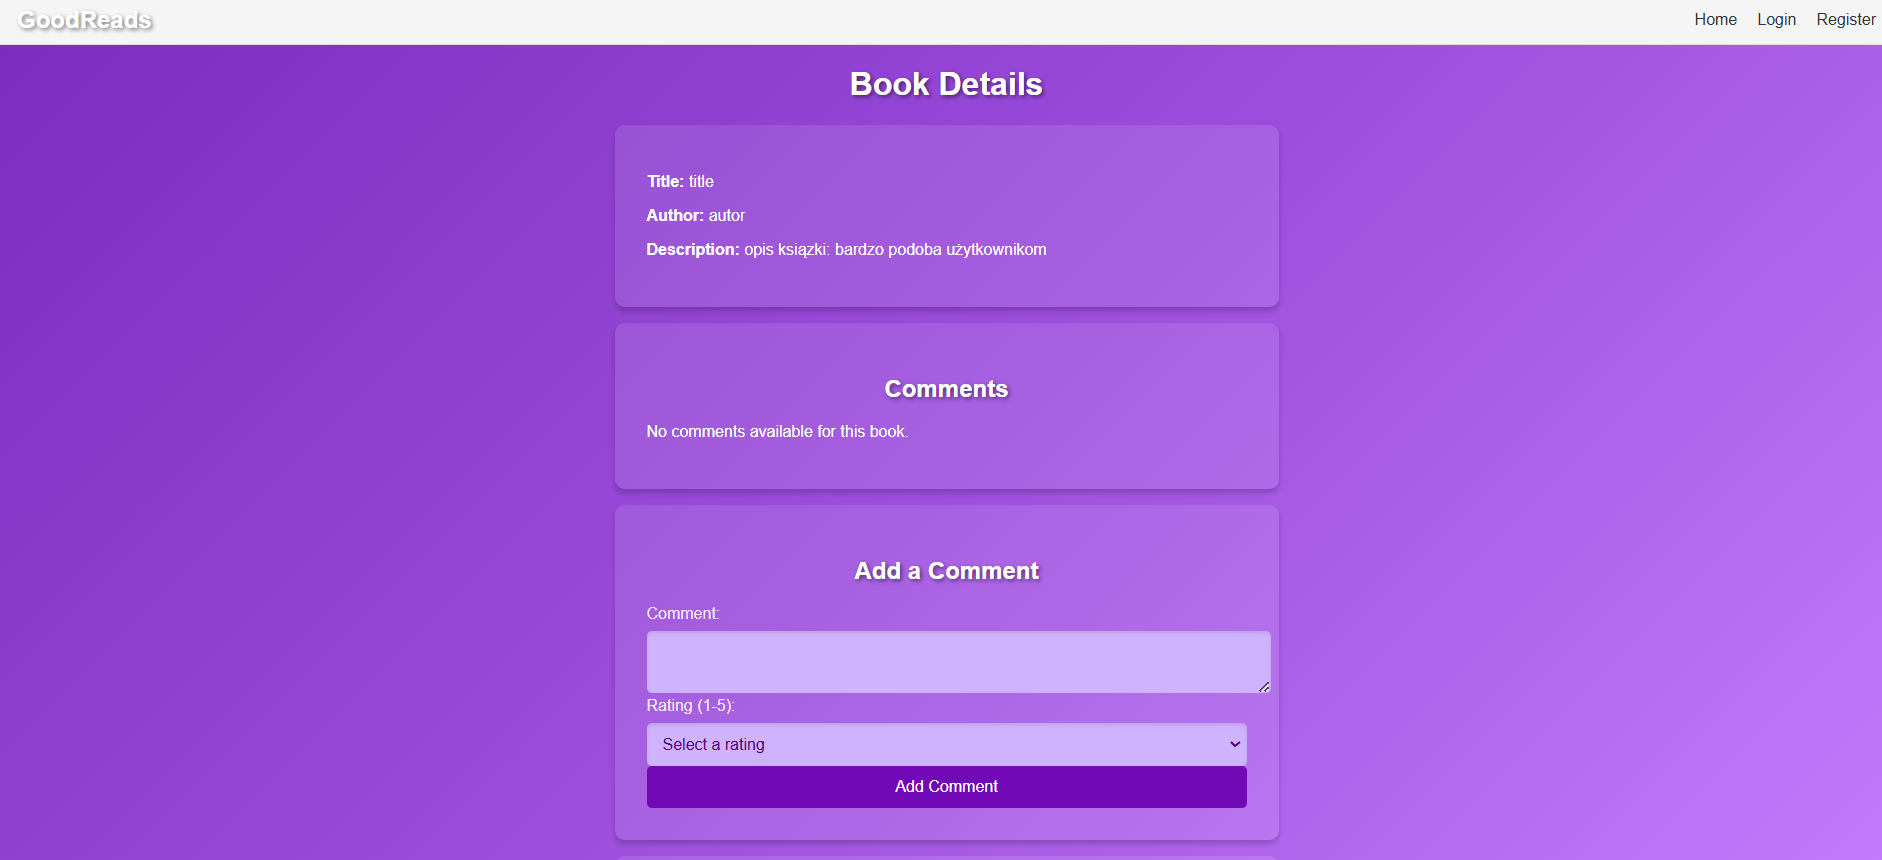 GoodReads
Home Login Register
Book Details
Title: title
Author: autor
Description: opis ksiązki: bardzo podoba użytkownikom
Comments
No comments available for this book.
Add a Comment
Comment:
Rating (1-5):
Select a rating
Add Comment